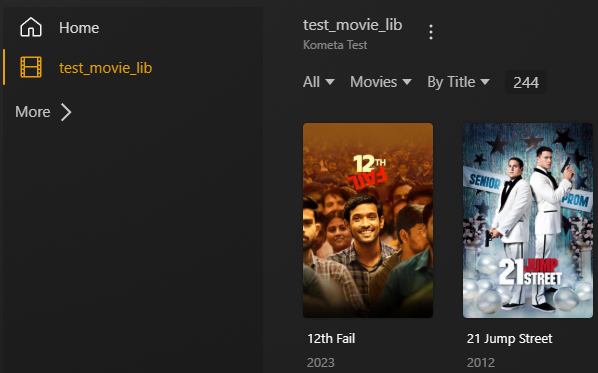 Home
test_movie_lib
More
test_movie_lib
Kometa Test
All Movies By Title 244
12TH
FAIL
SENIOR
PROM
21 JUMP
STREET
12th Fail
2023
21 Jump Street
2012